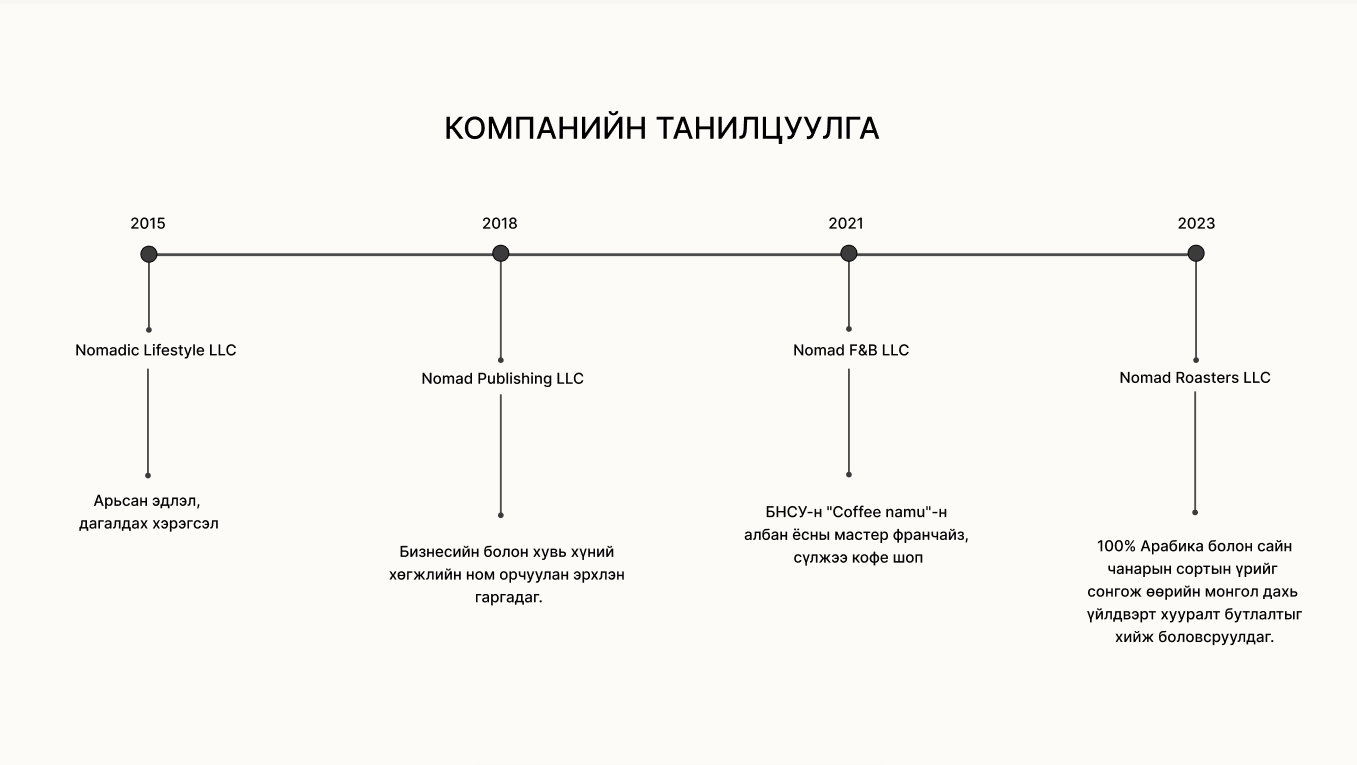 КОМПАНИЙН ТАНИЛЦУУЛГА
2015
2018
2021
2023
Nomadic Lifestyle LLC
Nomad Publishing LLC
Nomad F&B LLC
Nomad Roasters LLC
Арьсан эдлэл,
дагалдах хэрэгсэл
Бизнесийн болон хувь хүний
хөгжлийн ном орчуулан эрхлэн
гаргадаг.
БНСУ-н "Coffee namu"-н
албан ёсны мастер франчайз,
сүлжээ кофе шоп
100% Арабика болон сайн
чанарын сортын үрийг
сонгож өөрийн монгол дахь
үйлдвэрт хууралт бутлалтыг
хийж боловсруулдаг.